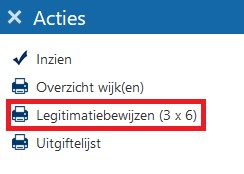 Acties
Inzien
Overzicht wijk(en)
Legitimatiebewijzen (3 x 6)
Uitgiftelijst